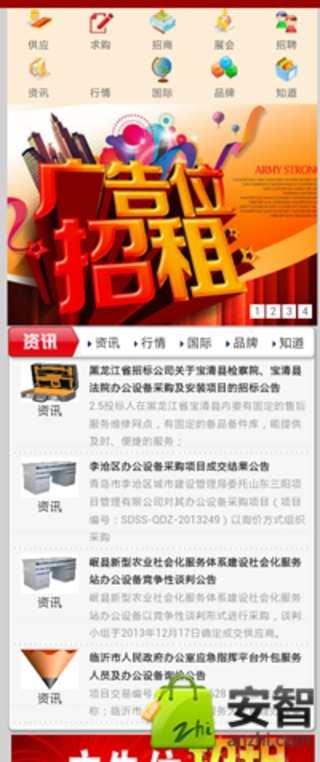 供应 求购 招商 展会 招聘
资讯 行情 国际 品牌 知道
ARMY STRONG
广告位
招租
1 2 3 4
资讯 资讯 行情 国际 品牌 知道
黑龙江省招标公司关于宝清县检察院、宝清县
法院办公设备采购及安装项目的招标公告
资讯
2.5投标人在黑龙江省宝清县内要有固定的售后
服务维修网点，有固定的备品备件库，能提供
及时、便捷的服务；
李沧区办公设备采购项目成交结果公告
资讯
青岛市李沧区城市建设管理局委托山东三阳项
目管理有限公司对其办公设备采购项目（项目
编号：SDSS-QDZ-2013249）以询价方式组织
采购
岷县新型农业社会化服务体系建设社会化服务
站办公设备竞争性谈判公告
资讯
岷县新型农业社会化服务体系建设社会化服务
站办公设备以竞争性谈判形式进行采购，谈判
小组于2013年12月17日确定成交供应商。
临沂市人民政府办公室应急指挥平台外包服务
人员及办公设备询价公告
资讯
项目交易编号
称：临沂市
安智
zhi
anzhi.com
广告位招租